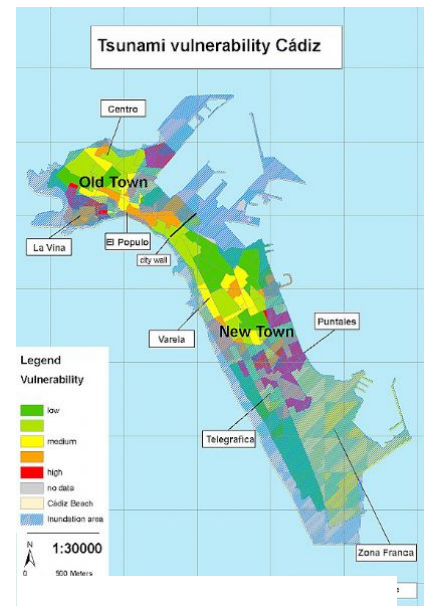 Tsunami vulnerability Cádiz
Centro
Old Town
La Vina
El Populo
city wall
Varela
New Town
Puntales
Telegrafica
Zona Franca
Legend
Vulnerability
low
medium
high
no data
Cádiz Beach
Inundation area
N
1:30000
0 500 Meters